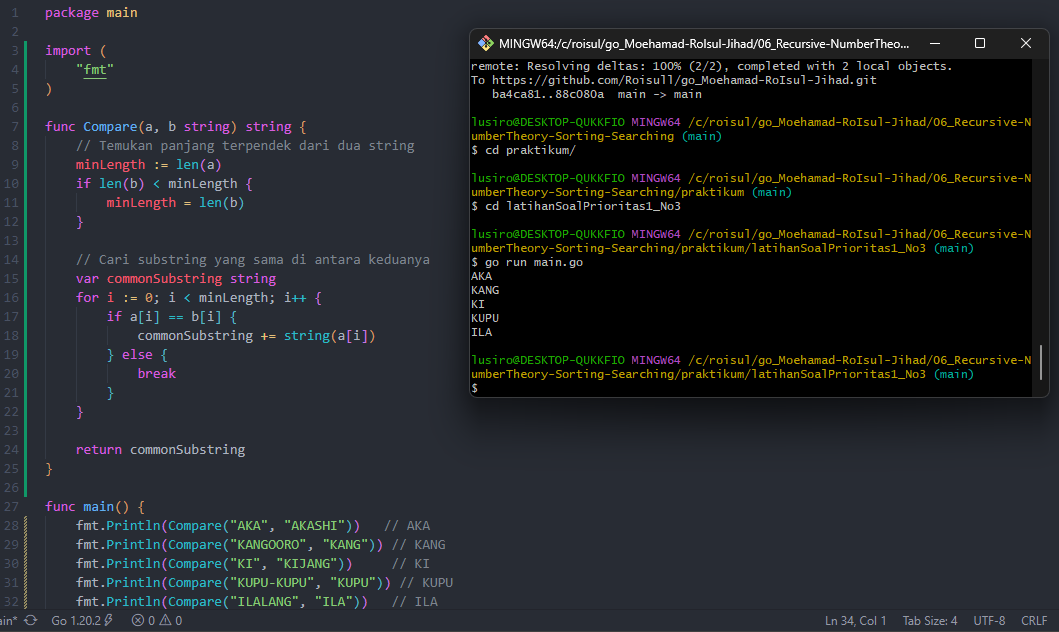 1 package main
2
3 import (
4 "fmt"
5 )
6
7 func Compare(a, b string) string {
8 // Temukan panjang terpendek dari dua string
9 minLength := len(a)
10 if len(b) < minLength {
11 minLength = len(b)
12 }
13
14 // Cari substring yang sama di antara keduanya
15 var commonSubstring string
16 for i := 0; i < minLength; i++ {
17 if a[i] == b[i] {
18 commonSubstring += string(a[i])
19 } else {
20 break
21 }
22 }
23
24 return commonSubstring
25 }
26
27 func main() {
28 fmt.Println(Compare("AKA", "AKASHI")) // AKA
29 fmt.Println(Compare("KANGOORO", "KANG")) // KANG
30 fmt.Println(Compare("KI", "KIJANG")) // KI
31 fmt.Println(Compare("KUPU-KUPU", "KUPU")) // KUPU
32 fmt.Println(Compare("ILALANG", "ILA")) // ILA
MINGW64:/c/roisul/go_Moehamad-RoIsul-Jihad/06_Recursive-NumberTheo...
remote: Resolving deltas: 100% (2/2), completed with 2 local objects.
To https://github.com/Roisull/go_Moehamad-RoIsul-Jihad.git
ba4ca81..88c080a main -> main
lusiro@DESKTOP-QUKKFIO MINGW64 /c/roisul/go_Moehamad-RoIsul-Jihad/06_Recursive-N
umberTheory-Sorting-Searching (main)
$ cd praktikum/
lusiro@DESKTOP-QUKKFIO MINGW64 /c/roisul/go_Moehamad-RoIsul-Jihad/06_Recursive-N
umberTheory-Sorting-Searching/praktikum (main)
$ cd latihanSoalPrioritas1_No3
lusiro@DESKTOP-QUKKFIO MINGW64 /c/roisul/go_Moehamad-RoIsul-Jihad/06_Recursive-N
umberTheory-Sorting-Searching/praktikum/latihanSoalPrioritas1_No3 (main)
$ go run main.go
AKA
KANG
KI
KUPU
ILA
lusiro@DESKTOP-QUKKFIO MINGW64 /c/roisul/go_Moehamad-RoIsul-Jihad/06_Recursive-N
umberTheory-Sorting-Searching/praktikum/latihanSoalPrioritas1_No3 (main)
$
ain* Go 1.20.2 0 0 Ln 34, Col 1 Tab Size: 4 UTF-8 CRLF